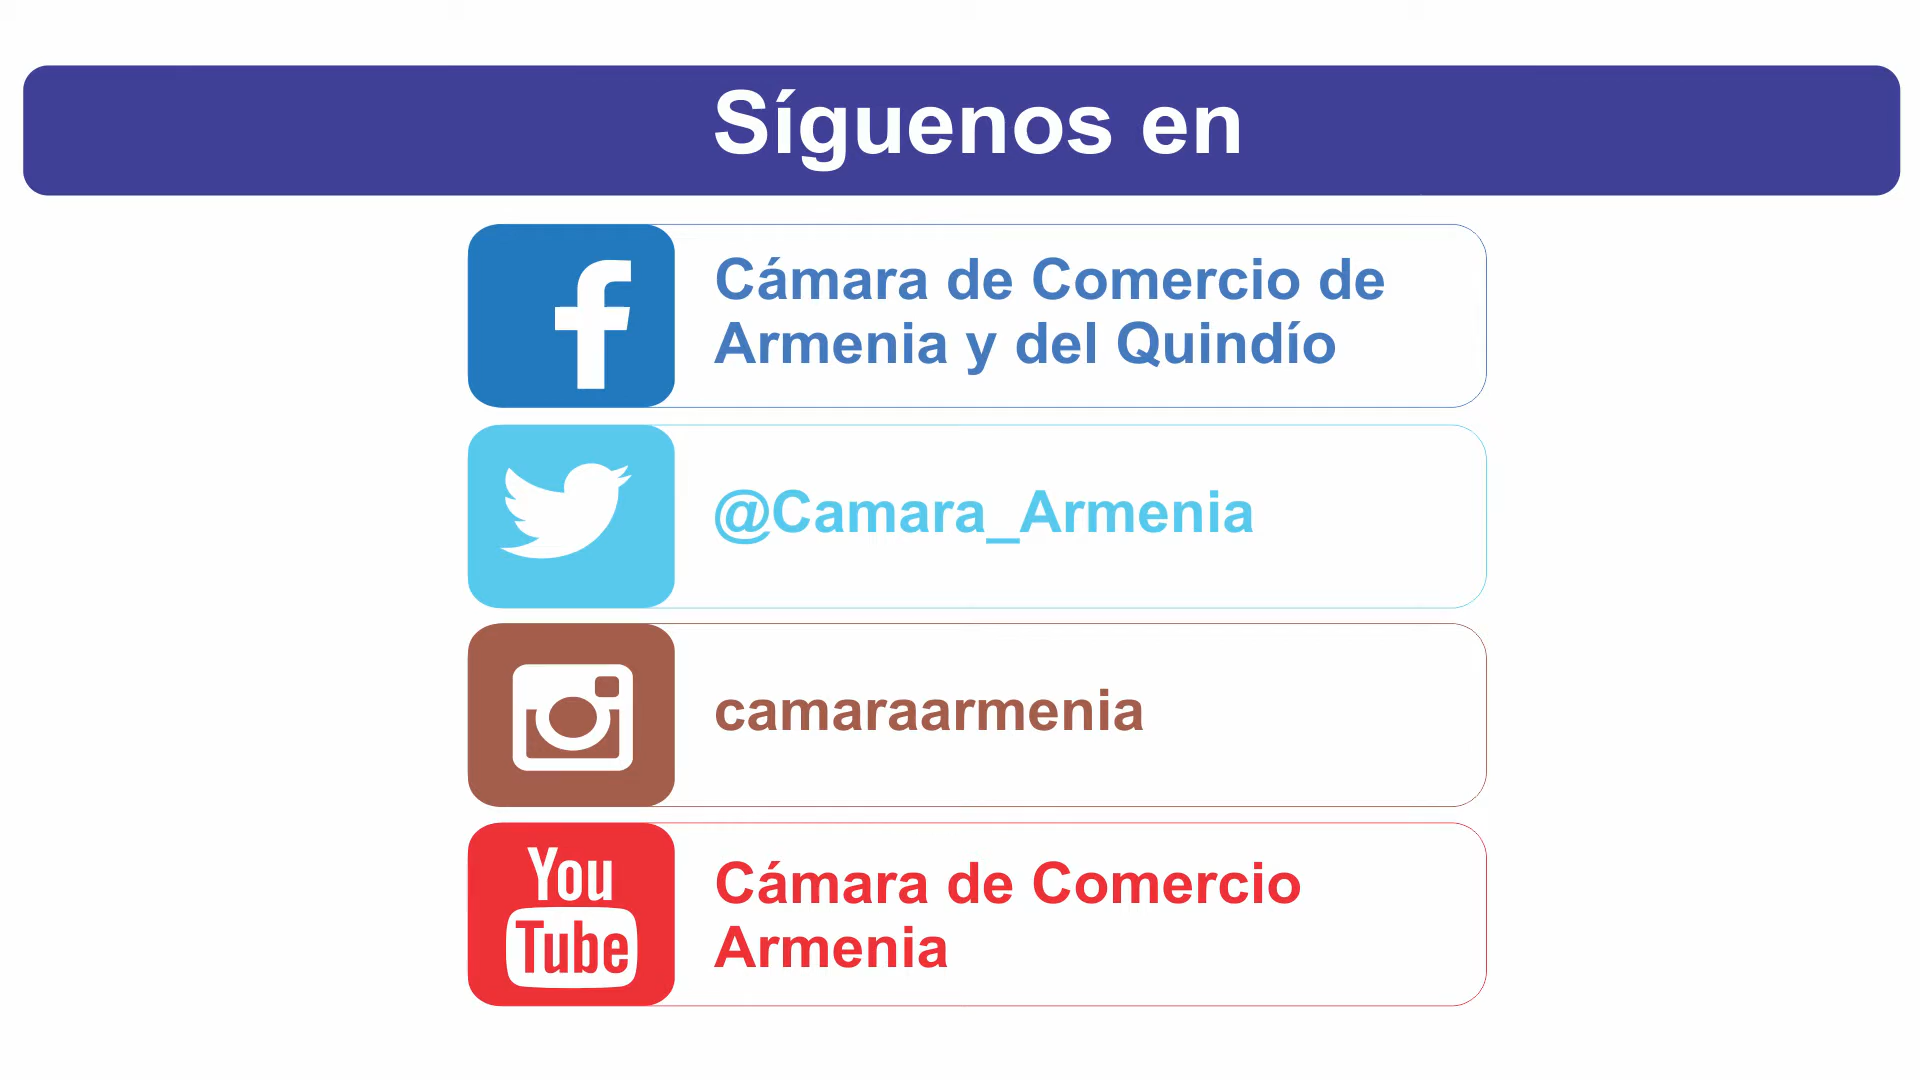 Síguenos en
Cámara de Comercio de
Armenia y del Quindío
@Camara_Armenia
camaraarmenia
You
Tube
Cámara de Comercio
Armenia